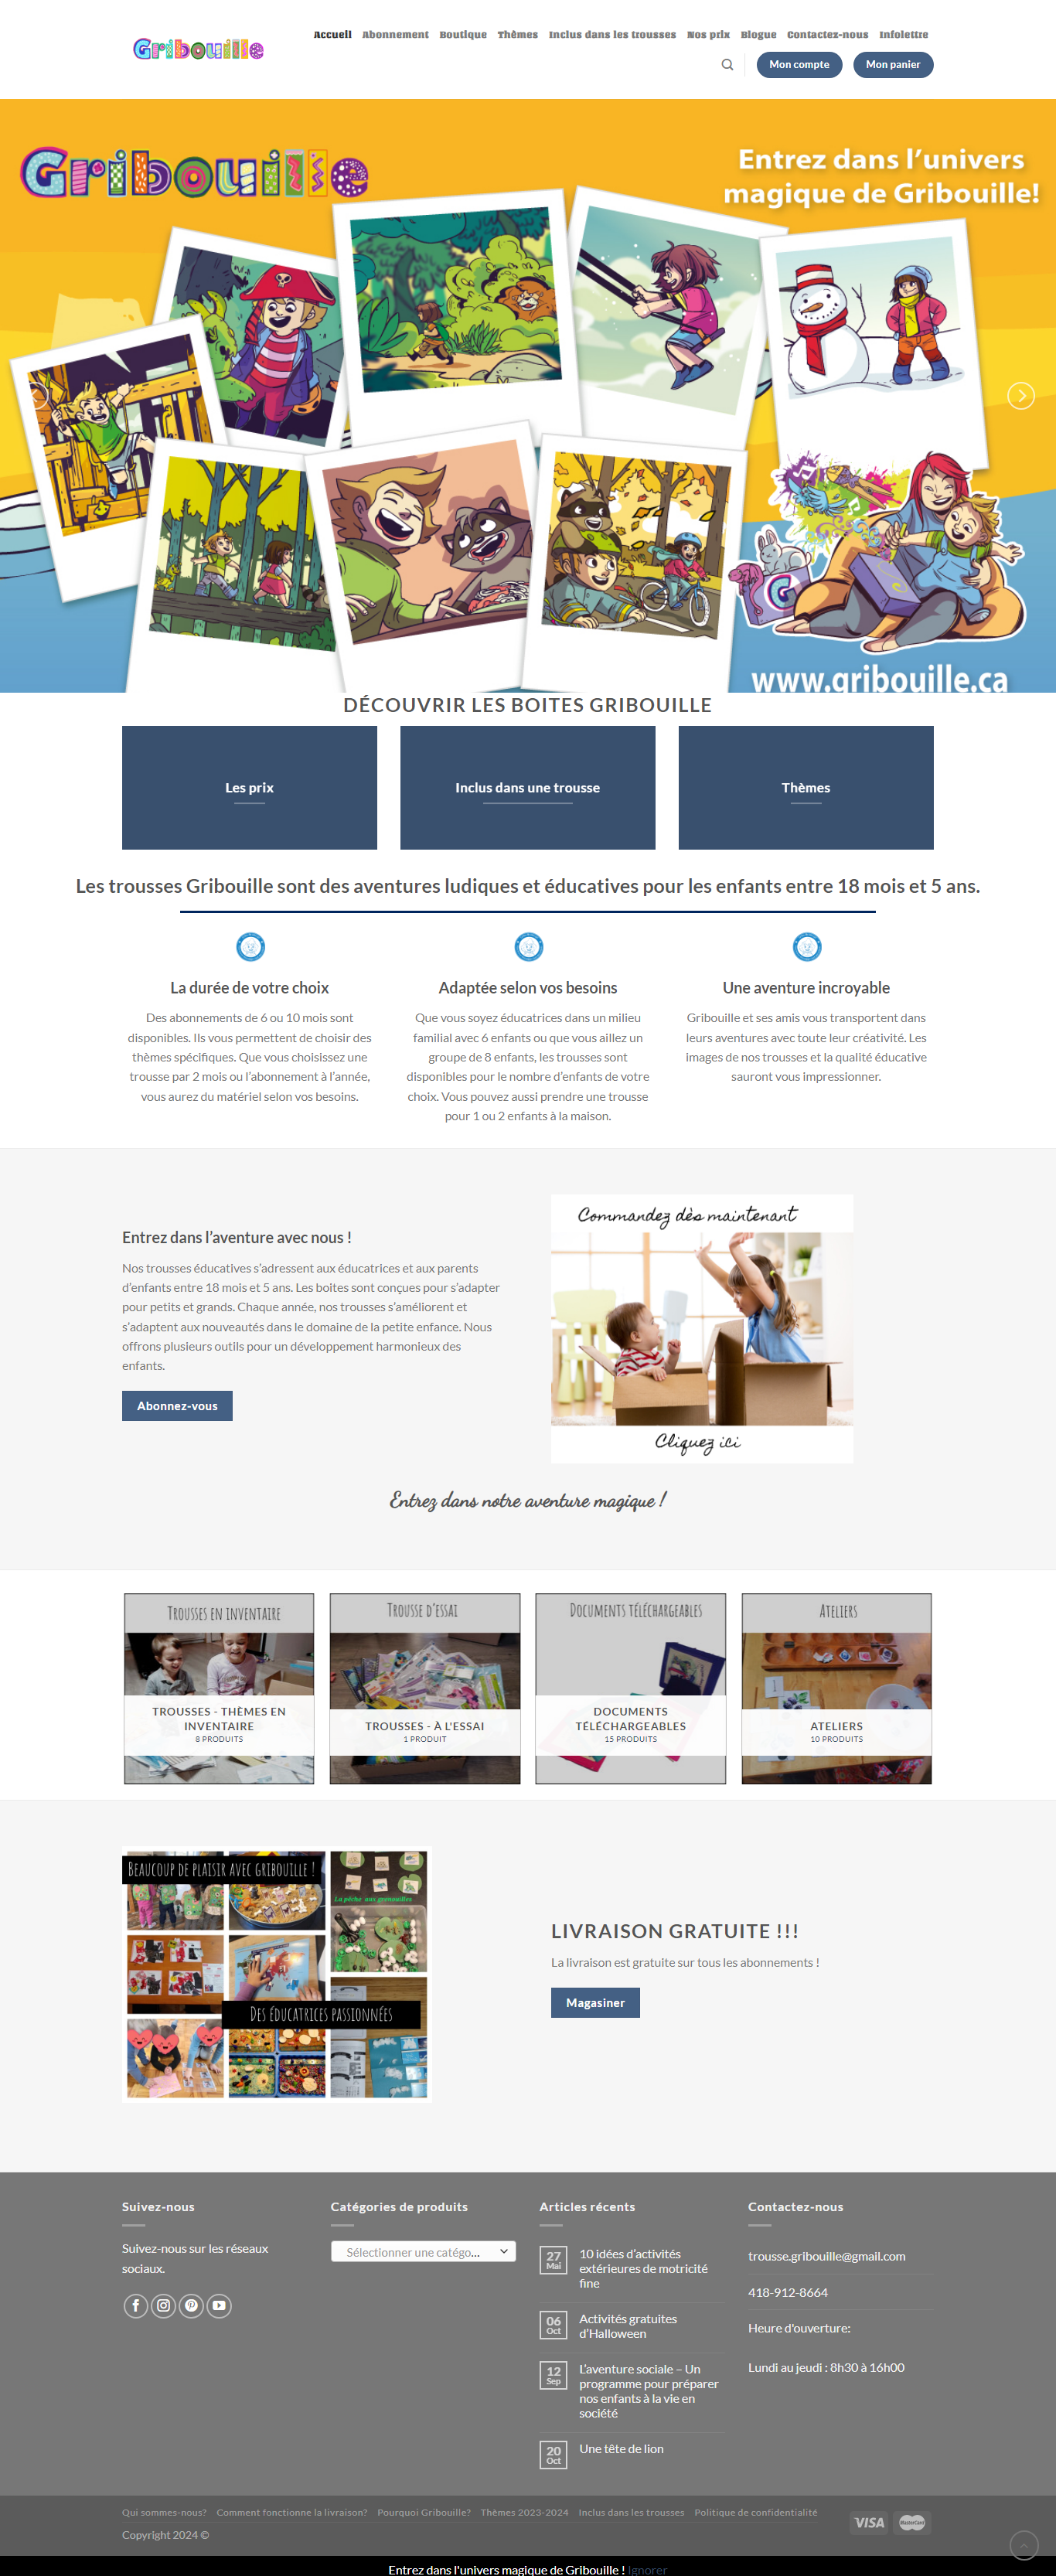 Gribouille
Accueil Abonnement Boutique Thèmes Inclus dans les trousses Nos prix Blogue Contactez-nous Infolettre
Mon compte Mon panier
Gribouille
Entrez dans l’univers
magique de Gribouille!
G
www.gribouille.ca
DÉCOUVRIR LES BOITES GRIBOUILLE
Les prix
Inclus dans une trousse
Thèmes
Les trousses Gribouille sont des aventures ludiques et éducatives pour les enfants entre 18 mois et 5 ans.
La durée de votre choix
Des abonnements de 6 ou 10 mois sont
disponibles. Ils vous permettent de choisir des
thèmes spécifiques. Que vous choisissez une
trousse par 2 mois ou l’abonnement à l’année,
vous aurez du matériel selon vos besoins.
Adaptée selon vos besoins
Que vous soyez éducatrices dans un milieu
familial avec 6 enfants ou que vous aillez un
groupe de 8 enfants, les trousses sont
disponibles pour le nombre d’enfants de votre
choix. Vous pouvez aussi prendre une trousse
pour 1 ou 2 enfants à la maison.
Une aventure incroyable
Gribouille et ses amis vous transportent dans
leurs aventures avec toute leur créativité. Les
images de nos trousses et la qualité éducative
sauront vous impressionner.
Entrez dans l’aventure avec nous !
Nos trousses éducatives s’adressent aux éducatrices et aux parents
d’enfants entre 18 mois et 5 ans. Les boites sont conçues pour s’adapter
pour petits et grands. Chaque année, nos trousses s’améliorent et
s’adaptent aux nouveautés dans le domaine de la petite enfance. Nous
offrons plusieurs outils pour un développement harmonieux des
enfants.
Abonnez-vous
Commandez dès maintenant
Cliquez ici
Entrez dans notre aventure magique !
Trousses en inventaire
TROUSSES - THÈMES EN
INVENTAIRE
8 PRODUITS
Trousse d'essai
TROUSSES - À L'ESSAI
1 PRODUIT
Documents téléchargeables
DOCUMENTS
TÉLÉCHARGEABLES
15 PRODUITS
Ateliers
ATELIERS
10 PRODUITS
Beaucoup de plaisir avec gribouille !
La pêche aux grenouilles
Des éducatrices passionnées
LIVRAISON GRATUITE !!!
La livraison est gratuite sur tous les abonnements !
Magasiner
Suivez-nous
Suivez-nous sur les réseaux
sociaux.
Catégories de produits
Sélectionner une catégo...
Articles récents
27
Mai
10 idées d’activités
extérieures de motricité
fine
06
Oct
Activités gratuites
d’Halloween
12
Sep
L’aventure sociale – Un
programme pour préparer
nos enfants à la vie en
société
20
Oct
Une tête de lion
Contactez-nous
trousse.gribouille@gmail.com
418-912-8664
Heure d'ouverture:
Lundi au jeudi : 8h30 à 16h00
Qui sommes-nous? Comment fonctionne la livraison? Pourquoi Gribouille? Thèmes 2023-2024 Inclus dans les trousses Politique de confidentialité
VISA MasterCard
Copyright 2024 ©
Entrez dans l'univers magique de Gribouille ! Ignorer